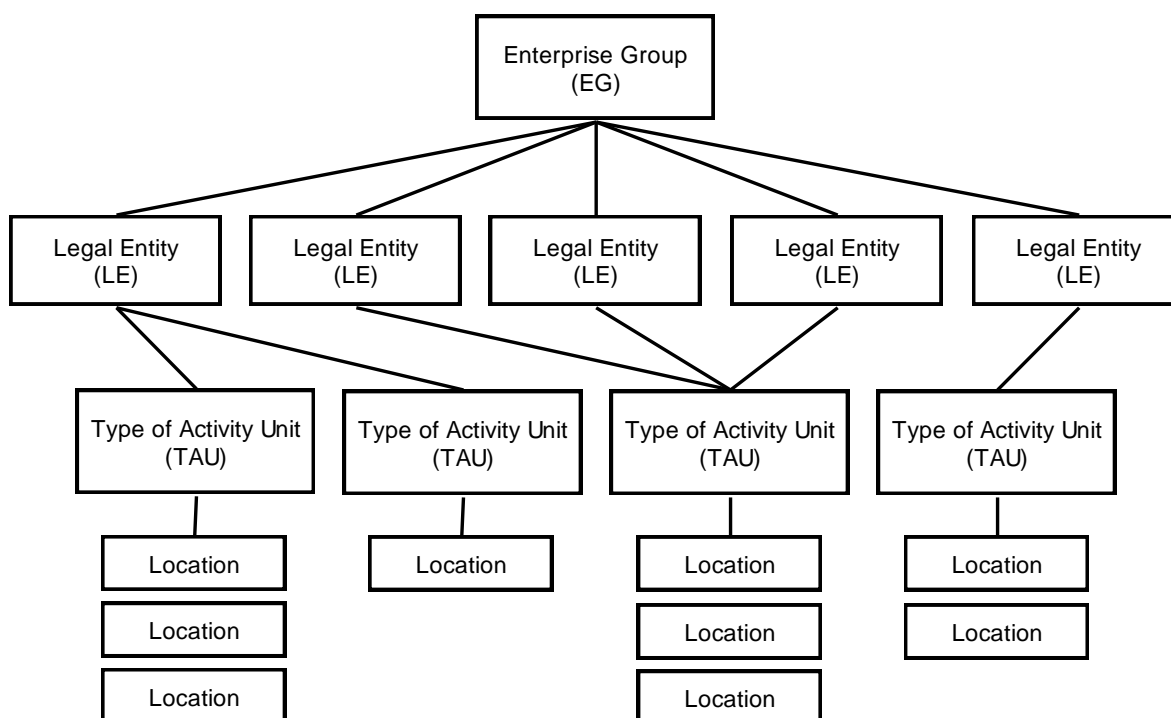 Enterprise Group
(EG)
Legal Entity
(LE)
Legal Entity
(LE)
Legal Entity
(LE)
Legal Entity
(LE)
Legal Entity
(LE)
Type of Activity Unit
(TAU)
Type of Activity Unit
(TAU)
Type of Activity Unit
(TAU)
Type of Activity Unit
(TAU)
Location
Location
Location
Location
Location
Location
Location
Location
Location